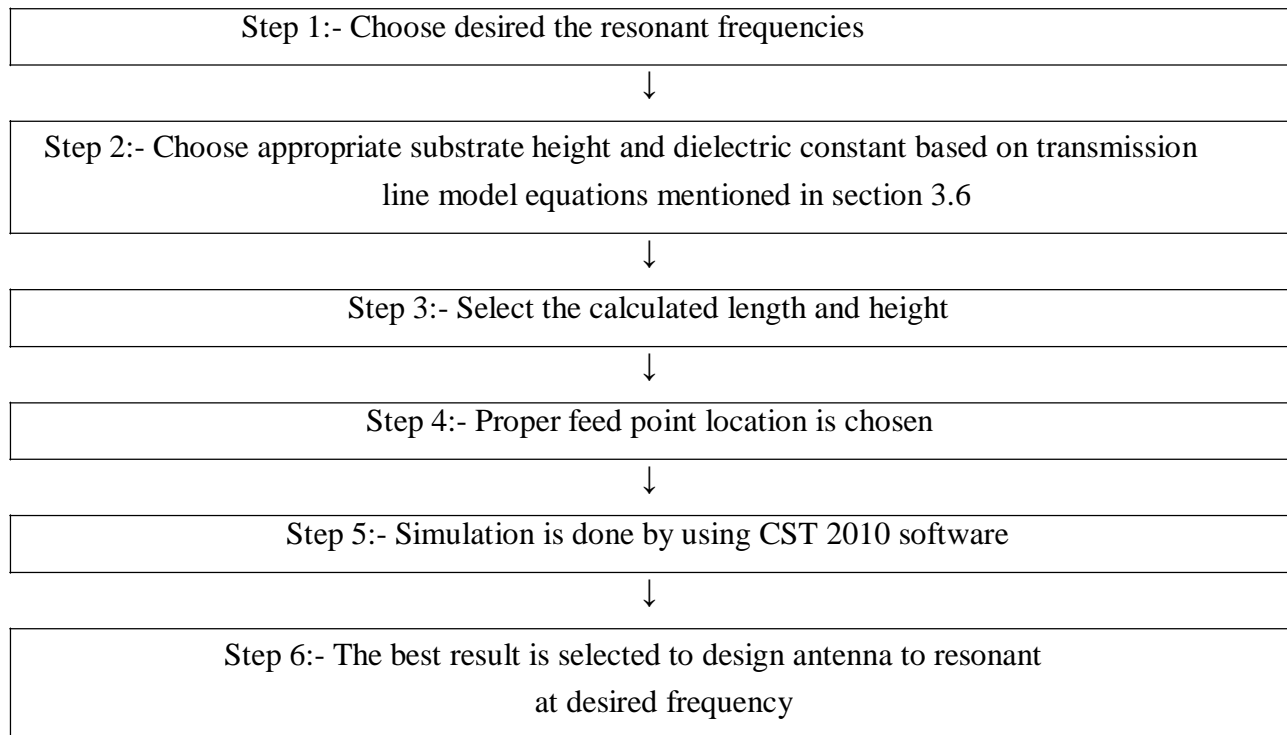 Step 1:- Choose desired the resonant frequencies
↓
Step 2:- Choose appropriate substrate height and dielectric constant based on transmission
line model equations mentioned in section 3.6
↓
Step 3:- Select the calculated length and height
↓
Step 4:- Proper feed point location is chosen
↓
Step 5:- Simulation is done by using CST 2010 software
↓
Step 6:- The best result is selected to design antenna to resonant
at desired frequency